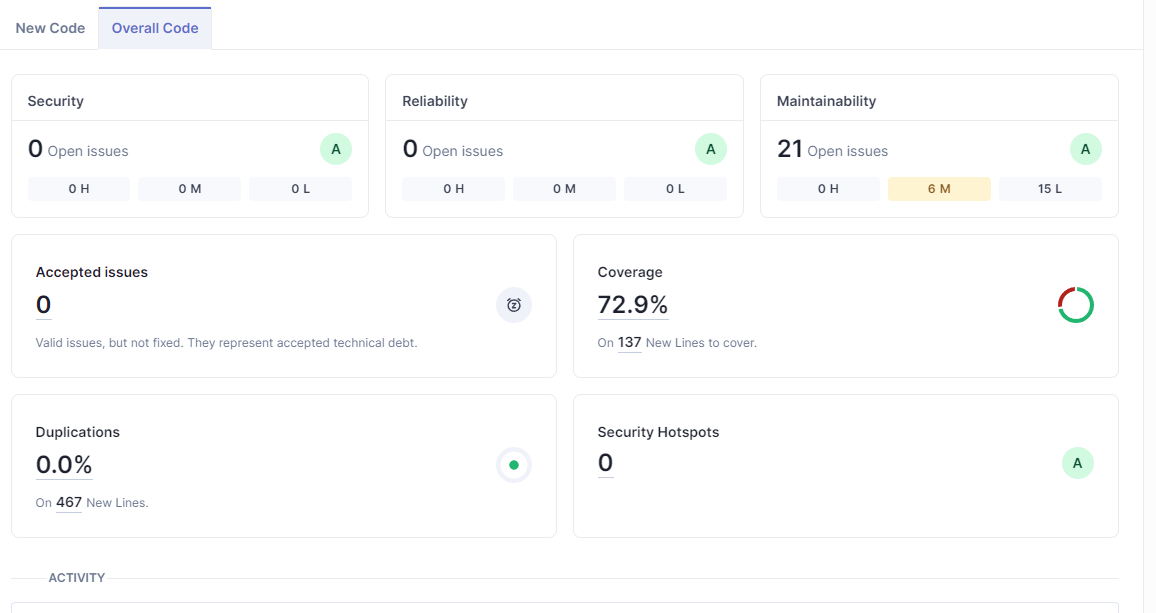 New Code
Overall Code
Security
Reliability
Maintainability
0 Open issues
A
0 Open issues
A
21 Open issues
A
0 H
0 M
0 L
0 H
0 M
0 L
0 H
6 M
15 L
Accepted issues
0
Valid issues, but not fixed. They represent accepted technical debt.
Coverage
72.9%
On 137 New Lines to cover.
Duplications
0.0%
On 467 New Lines.
Security Hotspots
0
A
ACTIVITY